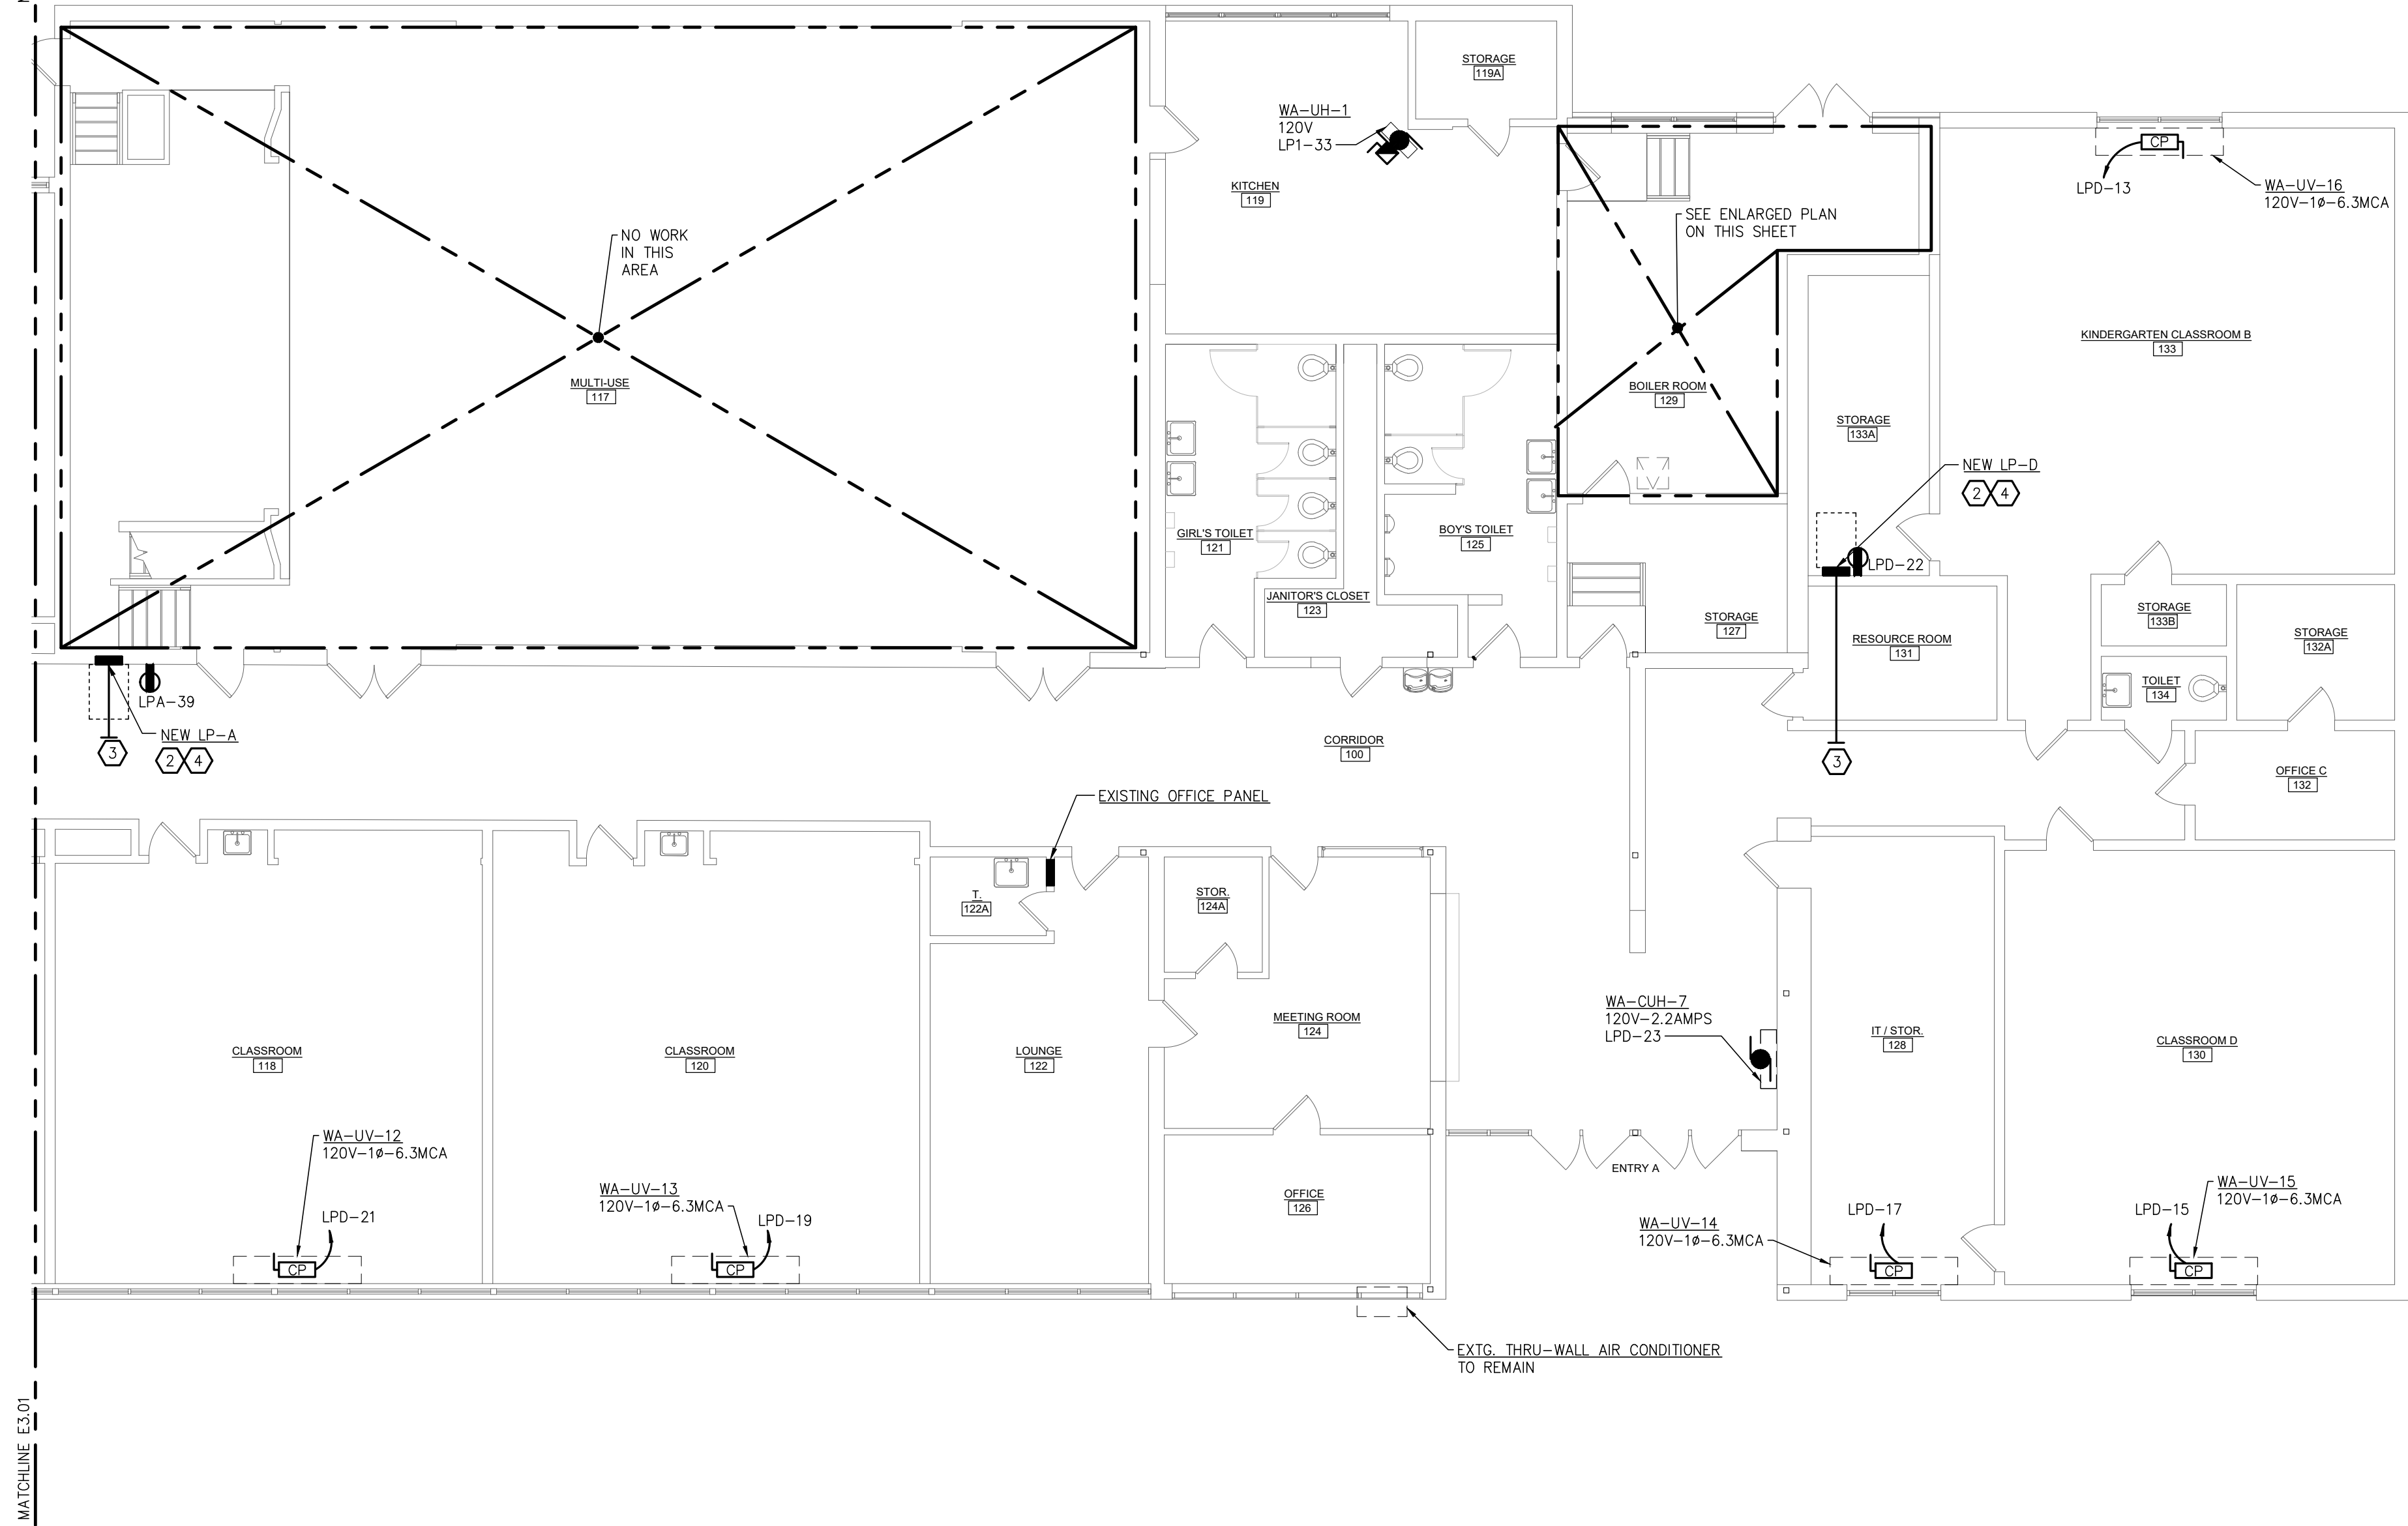 STORAGE
119A
WA-UH-1
120V
LP1-33
KITCHEN
119
CP
LPD-13
WA-UV-16
120V-1ø-6.3MCA
NO WORK
IN THIS
AREA
SEE ENLARGED PLAN
ON THIS SHEET
MULTI-USE
117
KINDERGARTEN CLASSROOM B
133
BOILER ROOM
129
STORAGE
133A
NEW LP-D
2 4
GIRL'S TOILET
121
BOY'S TOILET
125
LPD-22
JANITOR'S CLOSET
123
STORAGE
127
RESOURCE ROOM
131
STORAGE
133B
STORAGE
132A
TOILET
134
LPA-39
NEW LP-A
3
2 4
CORRIDOR
100
3
OFFICE C
132
EXISTING OFFICE PANEL
T.
122A
STOR.
124A
WA-CUH-7
120V-2.2AMPS
LPD-23
MEETING ROOM
124
CLASSROOM
118
CLASSROOM
120
LOUNGE
122
IT / STOR.
128
CLASSROOM D
130
WA-UV-12
120V-1ø-6.3MCA
LPD-21
CP
WA-UV-13
120V-1ø-6.3MCA
LPD-19
CP
OFFICE
126
ENTRY A
WA-UV-14
120V-1ø-6.3MCA
LPD-17
CP
LPD-15
WA-UV-15
120V-1ø-6.3MCA
CP
EXTG. THRU-WALL AIR CONDITIONER
TO REMAIN
MATCHLINE E3.01